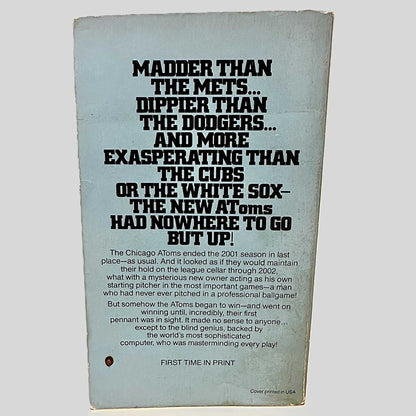 MADDER THAN
THE METS...
DIPPIER THAN
THE DODGERS...
AND MORE
EXASPERATING THAN
THE CUBS
OR THE WHITE SOX–
THE NEW AToms
HAD NOWHERE TO GO
BUT UP!
The Chicago AToms ended the 2001 season in last
place—as usual. And it looked as if they would maintain
their hold on the league cellar through 2002,
what with a mysterious new owner acting as his own
starting pitcher in the most important games—a man
who had never ever pitched in a professional ballgame!
But somehow the AToms began to win—and went on
winning until, incredibly, their first
pennant was in sight. It made no sense to anyone...
except to the blind genius, backed by
the world's most sophisticated
computer, who was masterminding every play!
FIRST TIME IN PRINT
Cover printed in USA